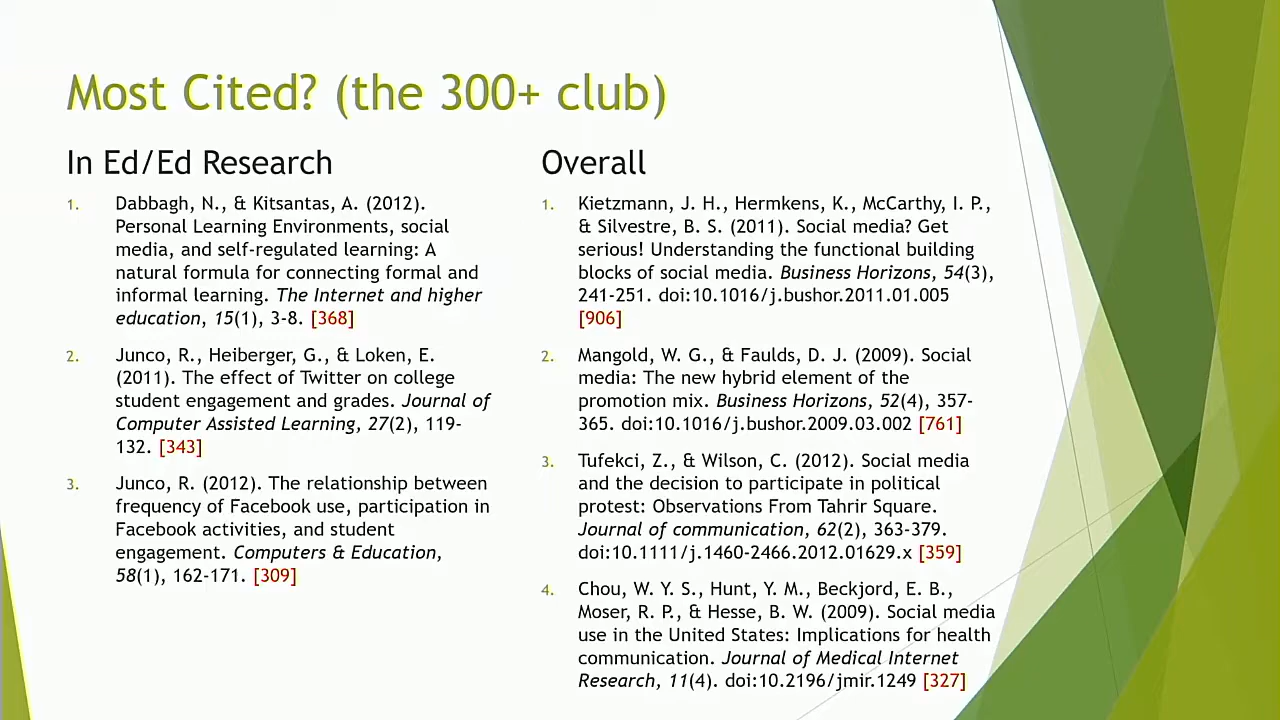 Most Cited? (the 300+ club)
In Ed/Ed Research
1. Dabbagh, N., & Kitsantas, A. (2012).
Personal Learning Environments, social
media, and self-regulated learning: A
natural formula for connecting formal and
informal learning. The Internet and higher
education, 15(1), 3-8. [368]
2. Junco, R., Heiberger, G., & Loken, E.
(2011). The effect of Twitter on college
student engagement and grades. Journal of
Computer Assisted Learning, 27(2), 119-
132. [343]
3. Junco, R. (2012). The relationship between
frequency of Facebook use, participation in
Facebook activities, and student
engagement. Computers & Education,
58(1), 162-171. [309]
Overall
1. Kietzmann, J. H., Hermkens, K., McCarthy, I. P.,
& Silvestre, B. S. (2011). Social media? Get
serious! Understanding the functional building
blocks of social media. Business Horizons, 54(3),
241-251. doi:10.1016/j.bushor.2011.01.005
[906]
2. Mangold, W. G., & Faulds, D. J. (2009). Social
media: The new hybrid element of the
promotion mix. Business Horizons, 52(4), 357-
365. doi:10.1016/j.bushor.2009.03.002 [761]
3. Tufekci, Z., & Wilson, C. (2012). Social media
and the decision to participate in political
protest: Observations From Tahrir Square.
Journal of communication, 62(2), 363-379.
doi:10.1111/j.1460-2466.2012.01629.x [359]
4. Chou, W. Y. S., Hunt, Y. M., Beckjord, E. B.,
Moser, R. P., & Hesse, B. W. (2009). Social media
use in the United States: Implications for health
communication. Journal of Medical Internet
Research, 11(4). doi:10.2196/jmir.1249 [327]